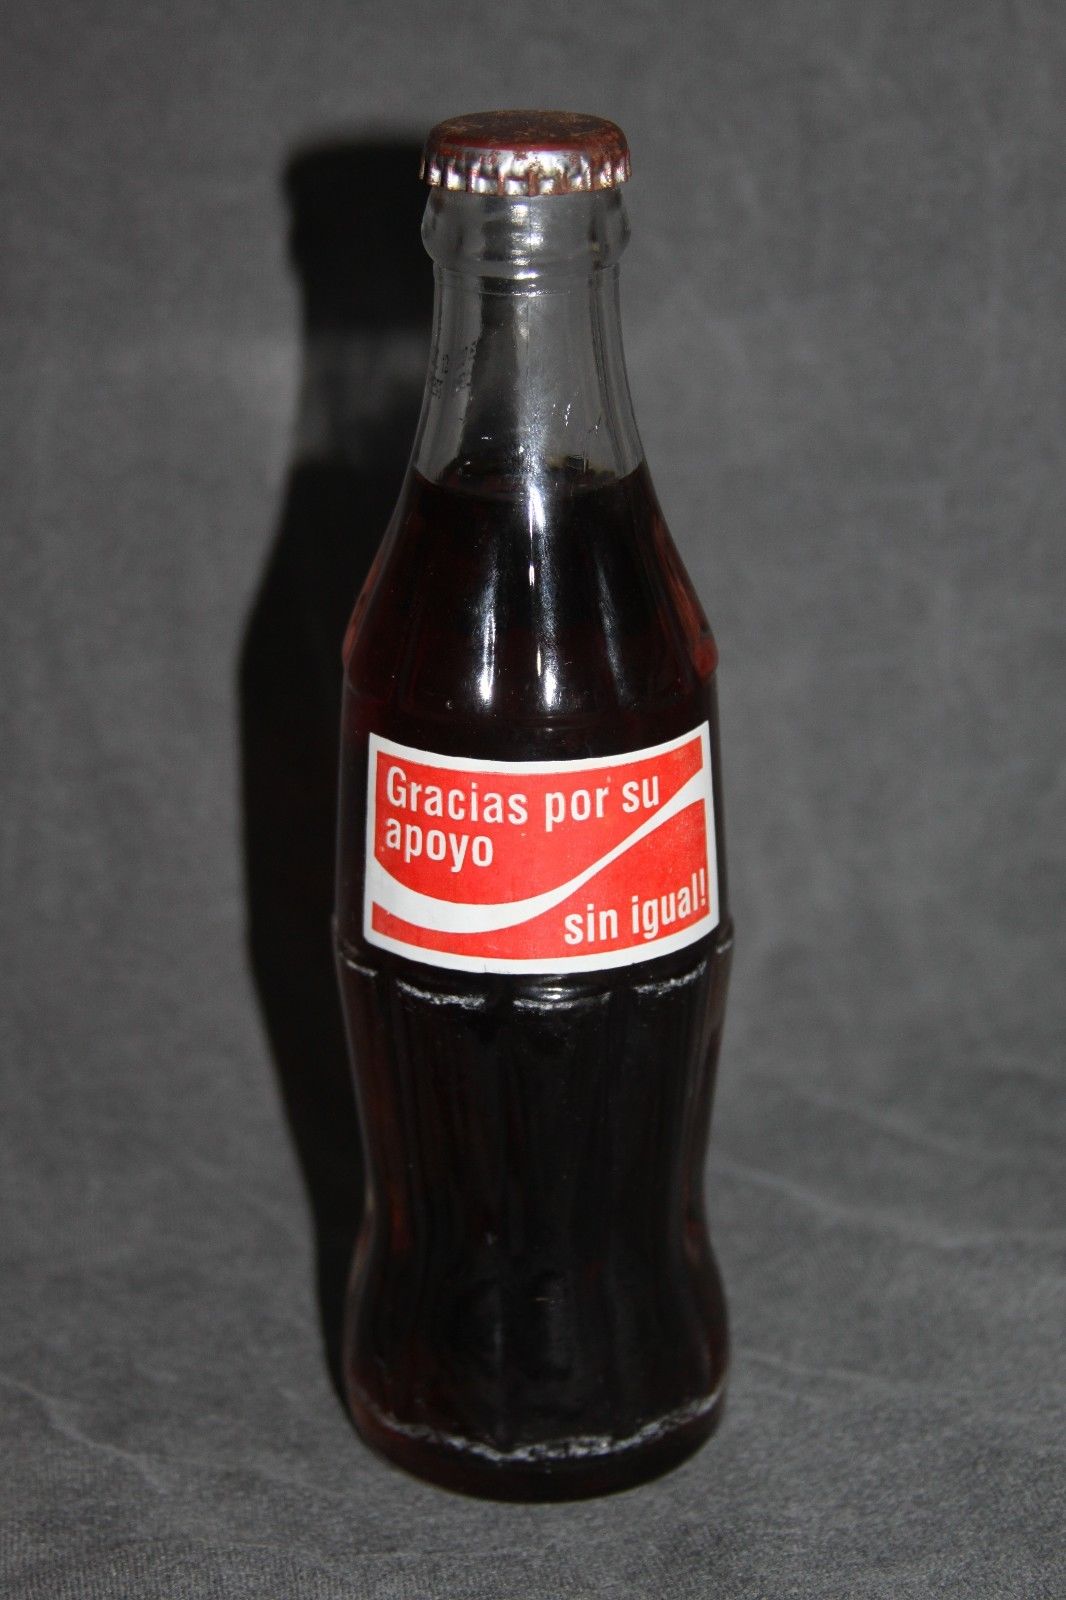 Gracias por su
apoyo
sin igual!